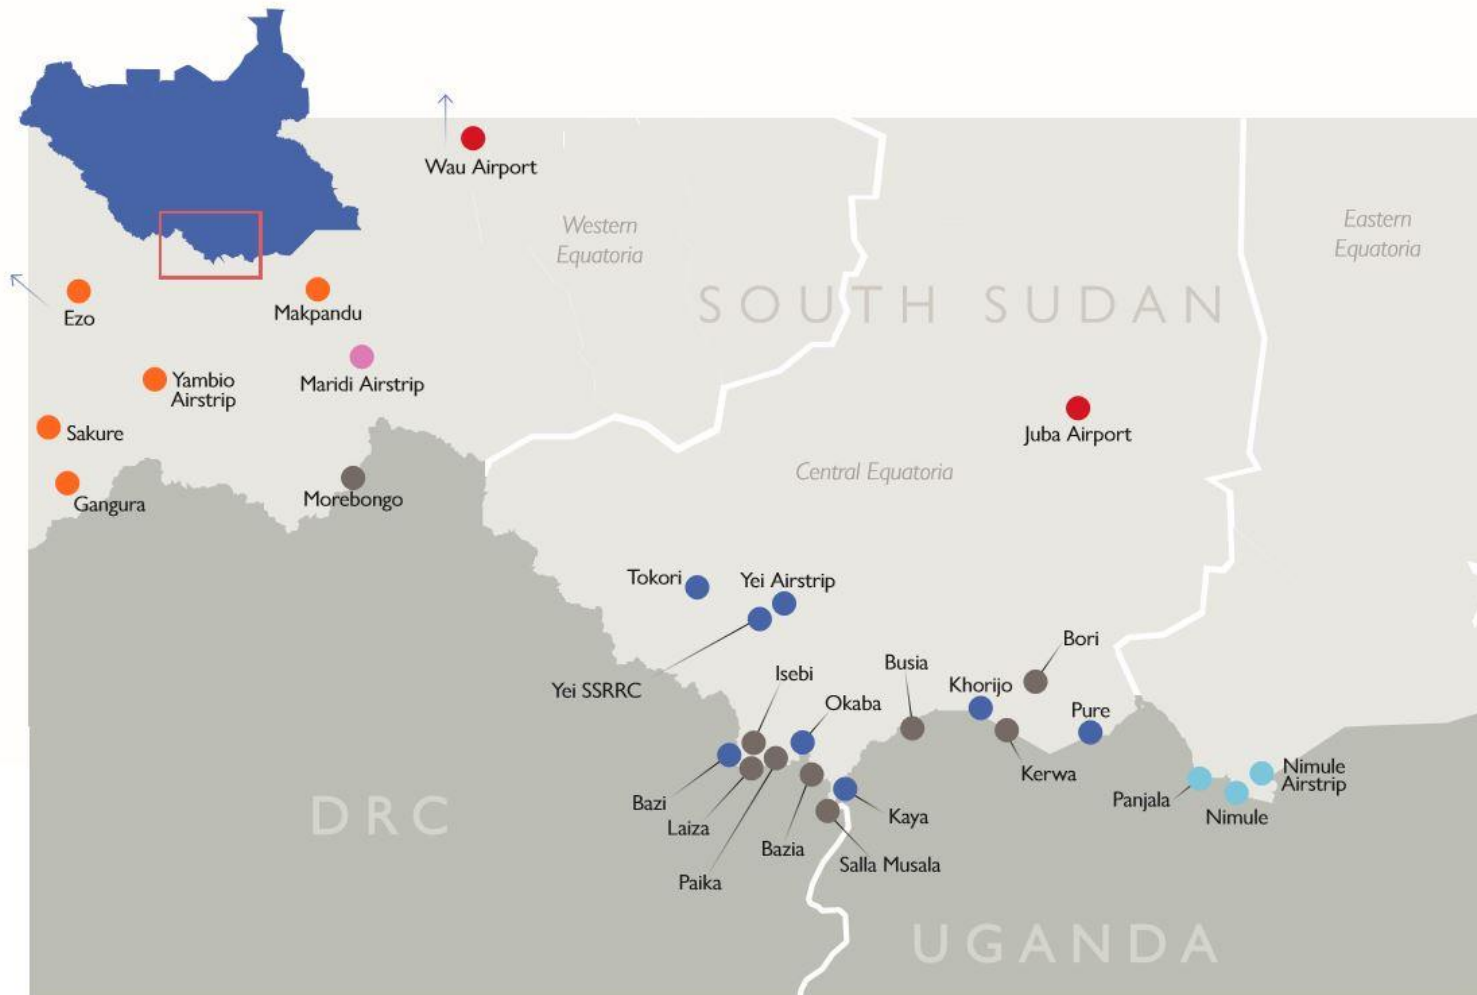 Wau Airport
Western
Equatoria
Eastern
Equatoria
SOUTH SUDAN
Ezo
Makpandu
Yambio
Airstrip
Maridi Airstrip
Sakure
Juba Airport
Central Equatoria
Gangura
Morebongo
Tokori
Yei Airstrip
Yei SSRRC
Isebi
Okaba
Busia
Bori
Khorijo
Pure
Kerwa
Nimule
Airstrip
Panjala
Nimule
Bazi
Laiza
Paika
Bazia
Kaya
Salla Musala
DRC
UGANDA